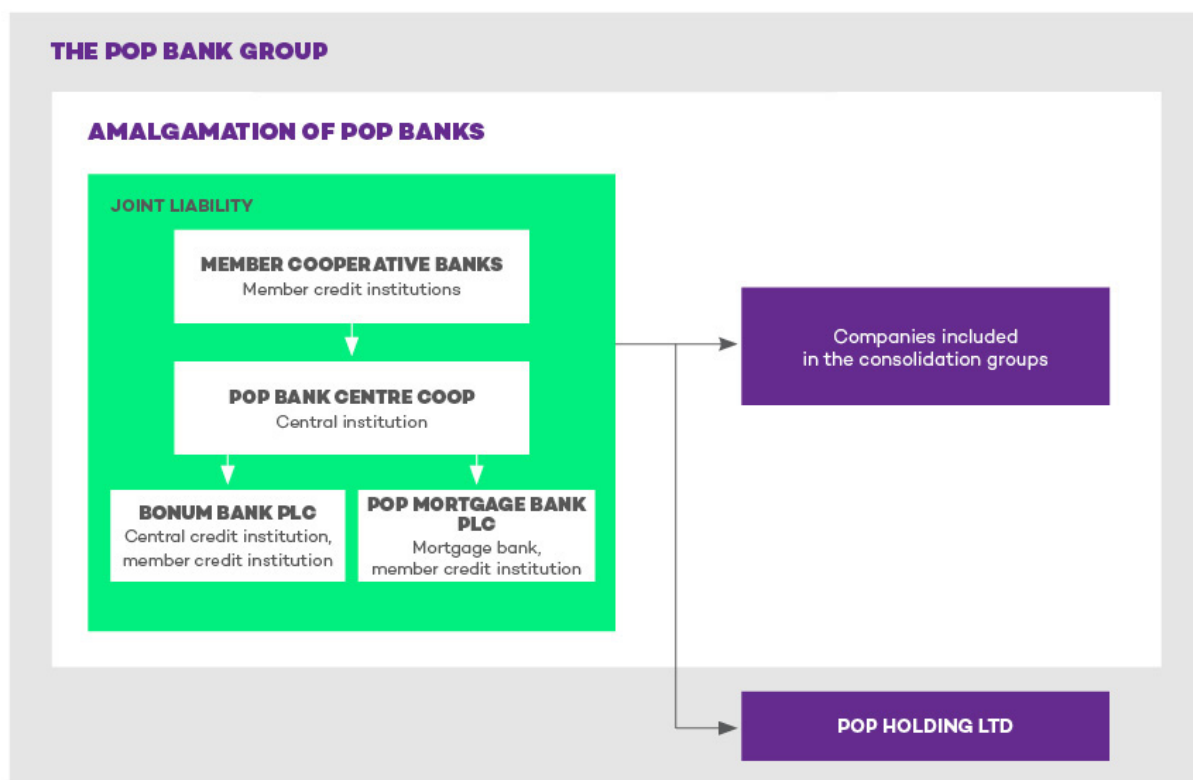 THE POP BANK GROUP
AMALGAMATION OF POP BANKS
JOINT LIABILITY
MEMBER COOPERATIVE BANKS
Member credit institutions
POP BANK CENTRE COOP
Central institution
BONUM BANK PLC
Central credit institution,
member credit institution
POP MORTGAGE BANK
PLC
Mortgage bank,
member credit institution
Companies included
in the consolidation groups
POP HOLDING LTD